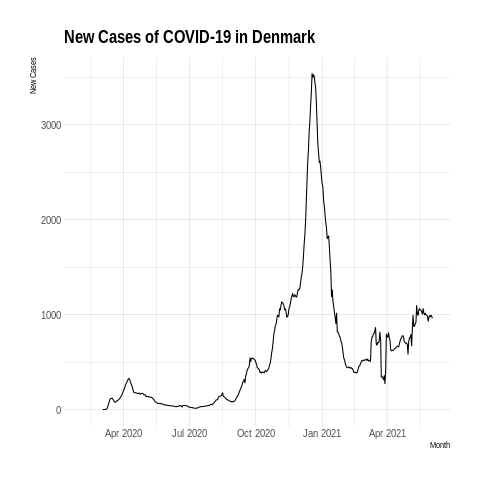 New Cases of COVID-19 in Denmark
New Cases
3000
2000
1000
0
Apr 2020 Jul 2020 Oct 2020 Jan 2021 Apr 2021
Month